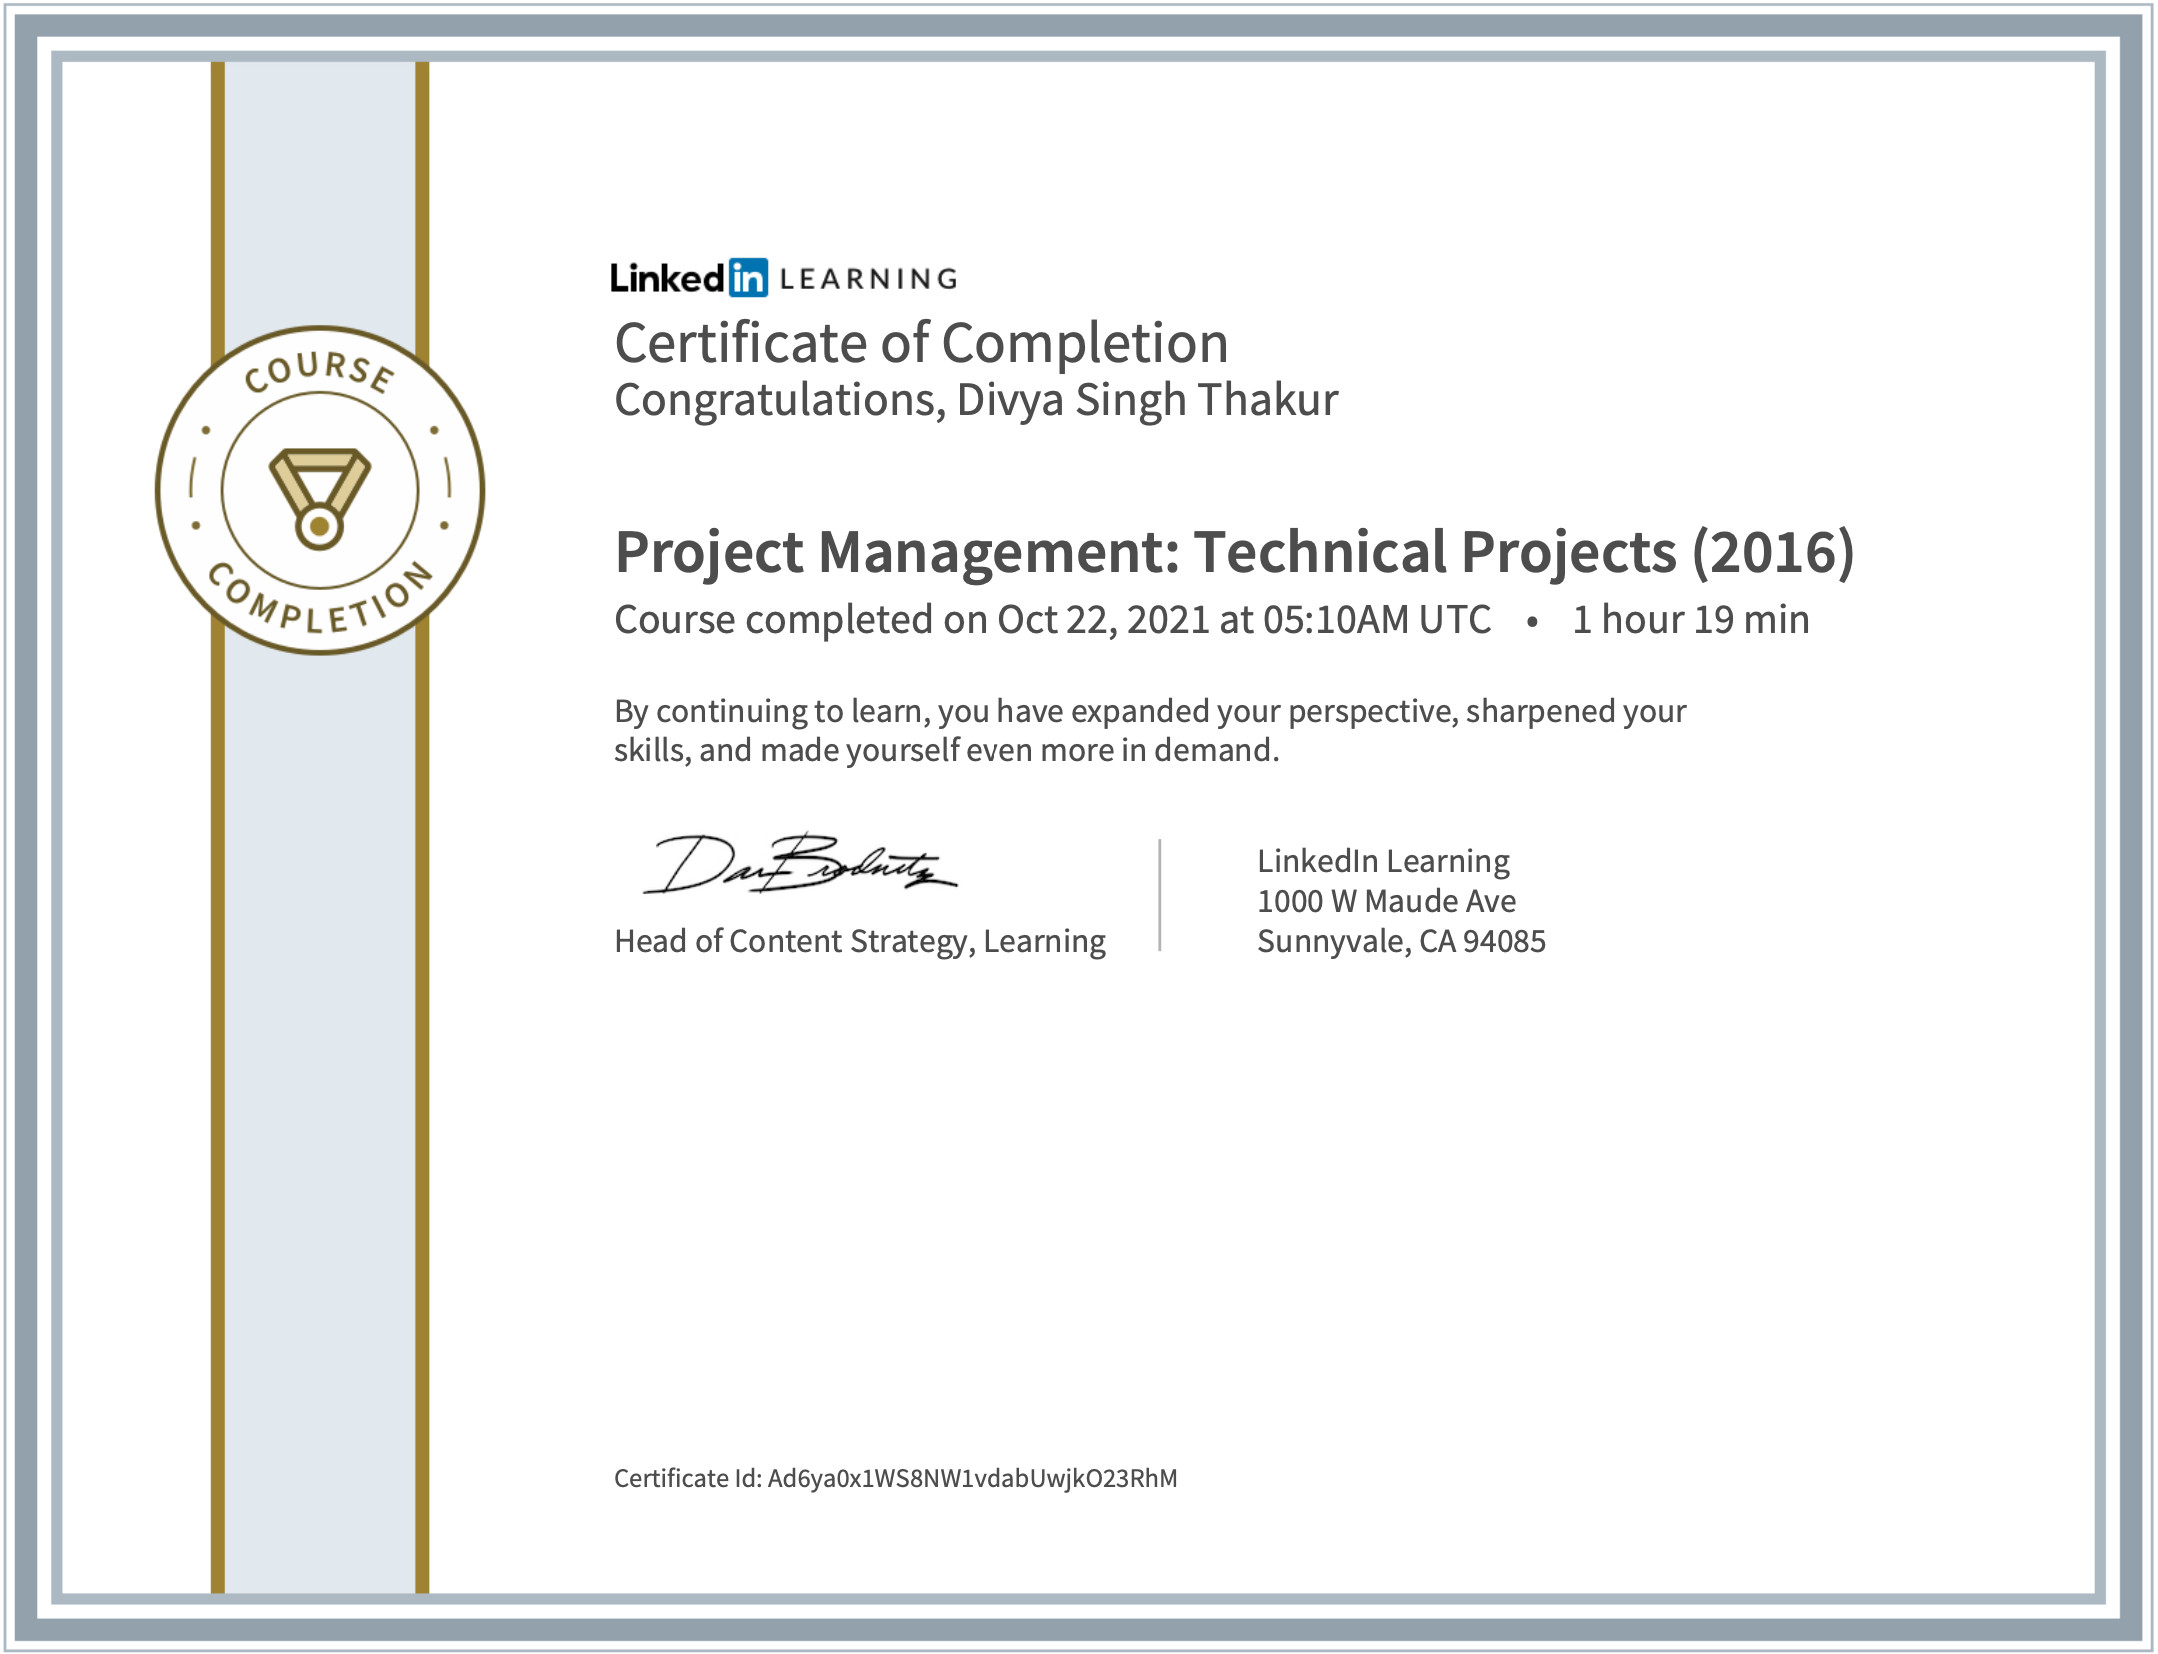 LinkedIn LEARNING
Certificate of Completion
Congratulations, Divya Singh Thakur
COURSE
COMPLETION
Project Management: Technical Projects (2016)
Course completed on Oct 22, 2021 at 05:10AM UTC • 1 hour 19 min
By continuing to learn, you have expanded your perspective, sharpened your
skills, and made yourself even more in demand.
Head of Content Strategy, Learning
LinkedIn Learning
1000 W Maude Ave
Sunnyvale, CA 94085
Certificate Id: Ad6ya0x1WS8NW1vdabUwjkO23RhM